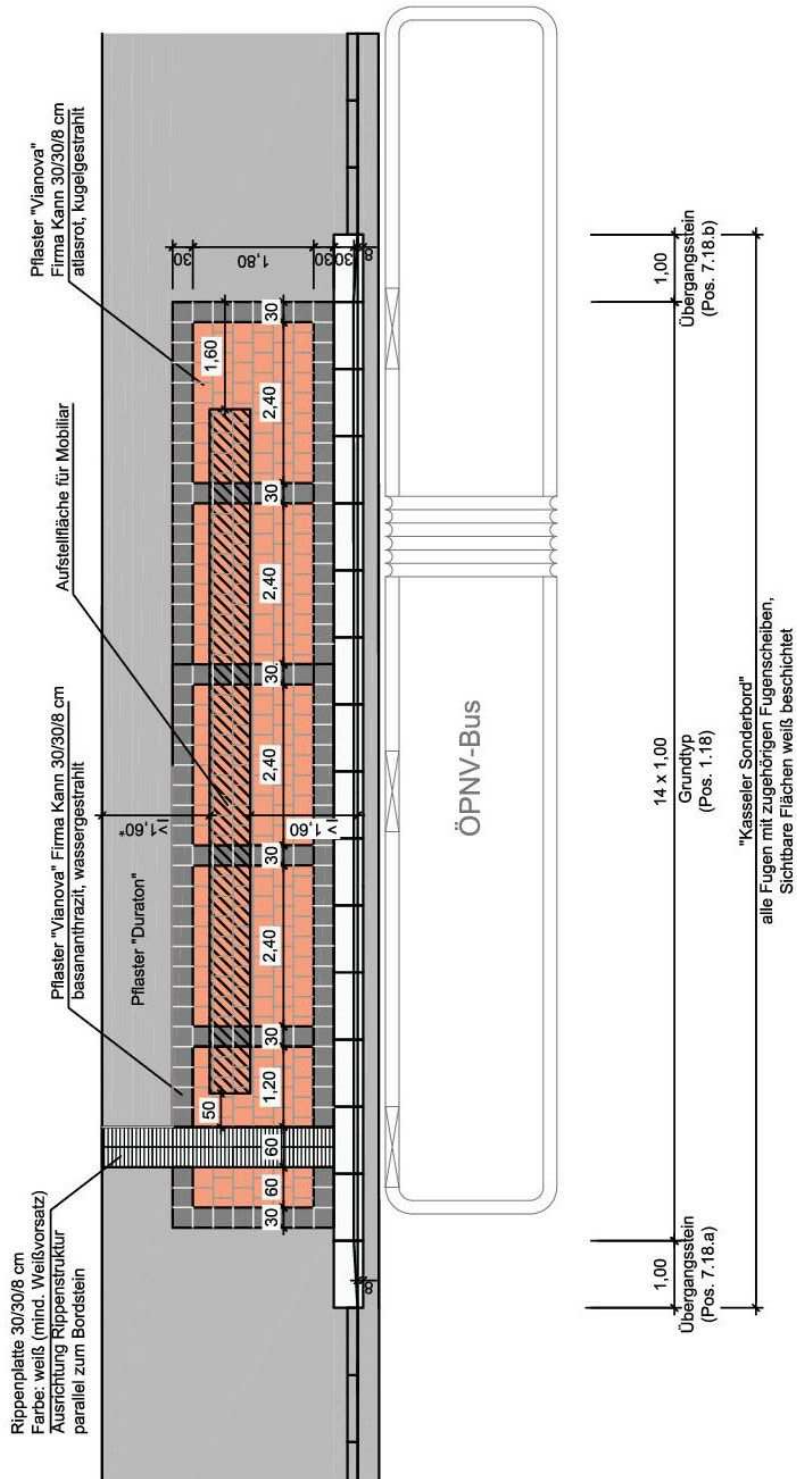 Rippenplatte 30/30/8 cm
Farbe: weiß (mind. Weißvorsatz)
Ausrichtung Rippenstruktur
parallel zum Bordstein
Pflaster "Vianova" Firma Kann 30/30/8 cm
basananthrazit, wassergestrahlt
Pflaster "Duraton"
Aufstellfläche für Mobiliar
Pflaster "Vianova"
Firma Kann 30/30/8 cm
atlasrot, kugelgestrahlt
≥1,60*
≥1,60
50
1,60
30
60
60
1,20
30
2,40
30
2,40
30
2,40
30
2,40
30
30
1,80
30
30
8
8
ÖPNV-Bus
1,00
Übergangsstein
(Pos. 7.18.a)
14 x 1,00
Grundtyp
(Pos. 1.18)
1,00
Übergangsstein
(Pos. 7.18.b)
"Kasseler Sonderbord"
alle Fugen mit zugehörigen Fugenscheiben,
Sichtbare Flächen weiß beschichtet